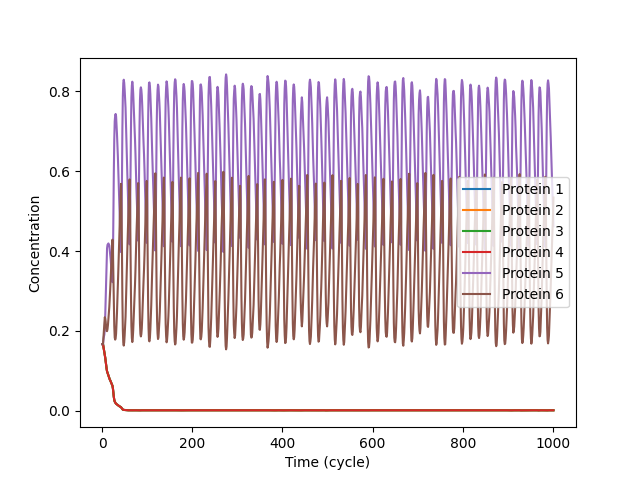 0.8
0.6
0.4
0.2
0.0
Concentration
0
200
400
600
800
1000
Time (cycle)
Protein 1
Protein 2
Protein 3
Protein 4
Protein 5
Protein 6